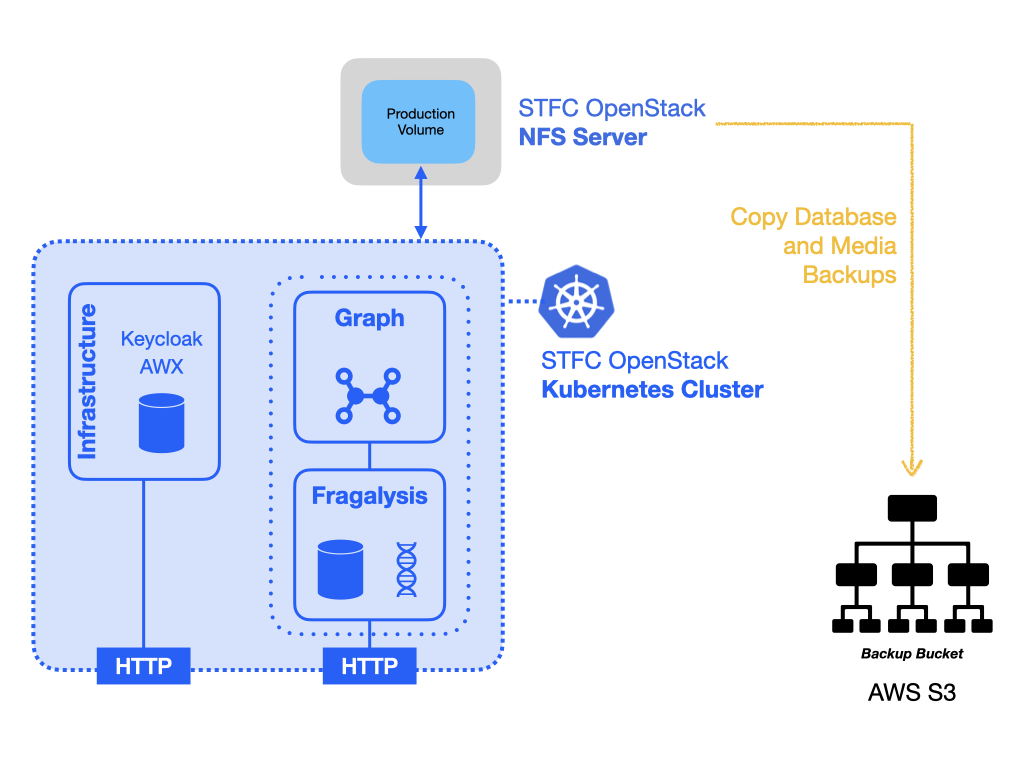 Production
Volume
STFC OpenStack
NFS Server
Copy Database
and Media
Backups
Infrastructure
Keycloak
AWX
Graph
STFC OpenStack
Kubernetes Cluster
Fragalysis
HTTP
HTTP
Backup Bucket
AWS S3